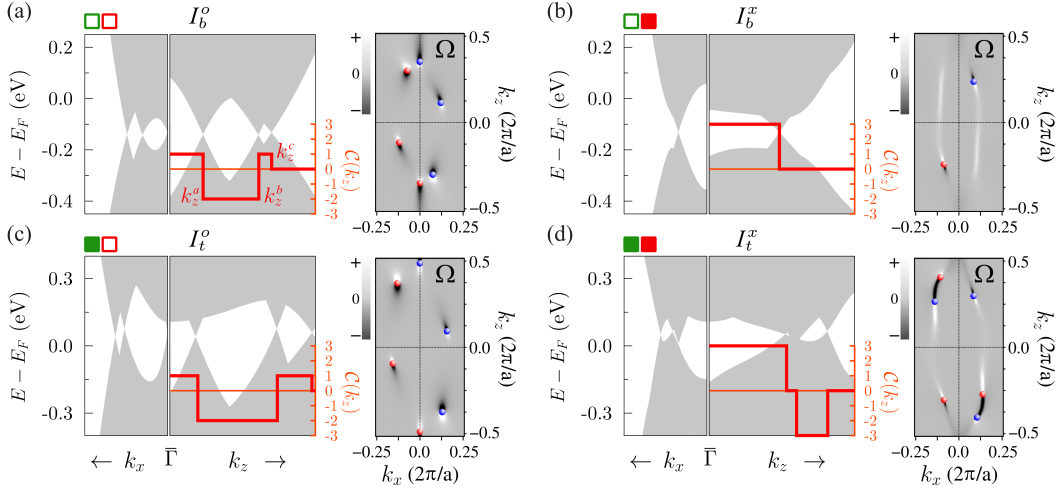 (a) I_b^o
E − E_F (eV)
0.2
0.0
-0.2
-0.4
k_z^a k_z^b k_z^c
3
2
1
0
-1
-2
-3
C(k_z)
+
0
−
Ω
0.5
0
-0.5
k_z (2π/a)
−0.25 0.0 0.25
(b) I_b^x
E − E_F (eV)
0.2
0.0
-0.2
-0.4
3
2
1
0
-1
-2
-3
C(k_z)
+
0
−
Ω
0.5
0
-0.5
k_z (2π/a)
−0.25 0.0 0.25
(c) I_t^o
E − E_F (eV)
0.3
0.0
-0.3
3
2
1
0
-1
-2
-3
C(k_z)
← k_x Γ̅ k_z →
+
0
−
Ω
0.5
0
-0.5
k_z (2π/a)
−0.25 0.0 0.25
k_x (2π/a)
(d) I_t^x
E − E_F (eV)
0.3
0.0
-0.3
3
2
1
0
-1
-2
-3
C(k_z)
← k_x Γ̅ k_z →
+
0
−
Ω
0.5
0
-0.5
k_z (2π/a)
−0.25 0.0 0.25
k_x (2π/a)